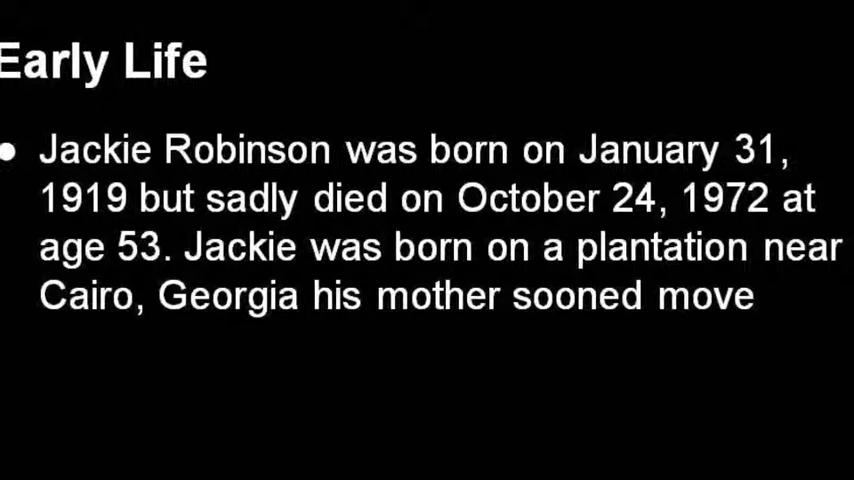 Early Life
• Jackie Robinson was born on January 31,
1919 but sadly died on October 24, 1972 at
age 53. Jackie was born on a plantation near
Cairo, Georgia his mother sooned move